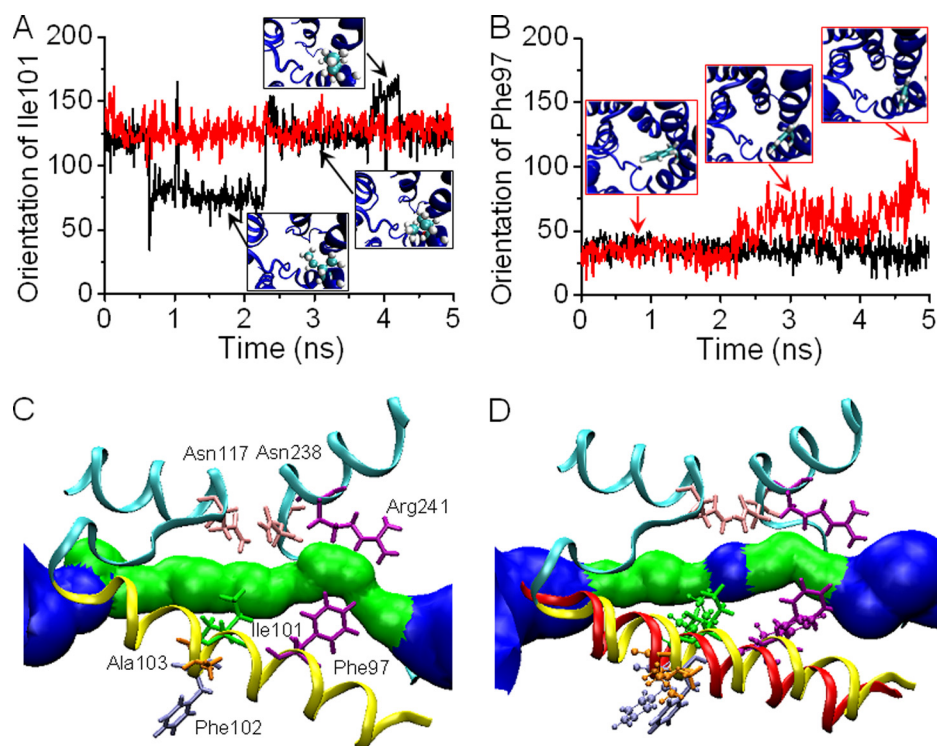 A
B
200
150
100
50
0
Orientation of Ile101
0
1
2
3
4
5
Time (ns)
200
150
100
50
0
Orientation of Phe97
0
1
2
3
4
5
Time (ns)
C
D
Asn117 Asn238
Arg241
Ile101
Ala103
Phe97
Phe102